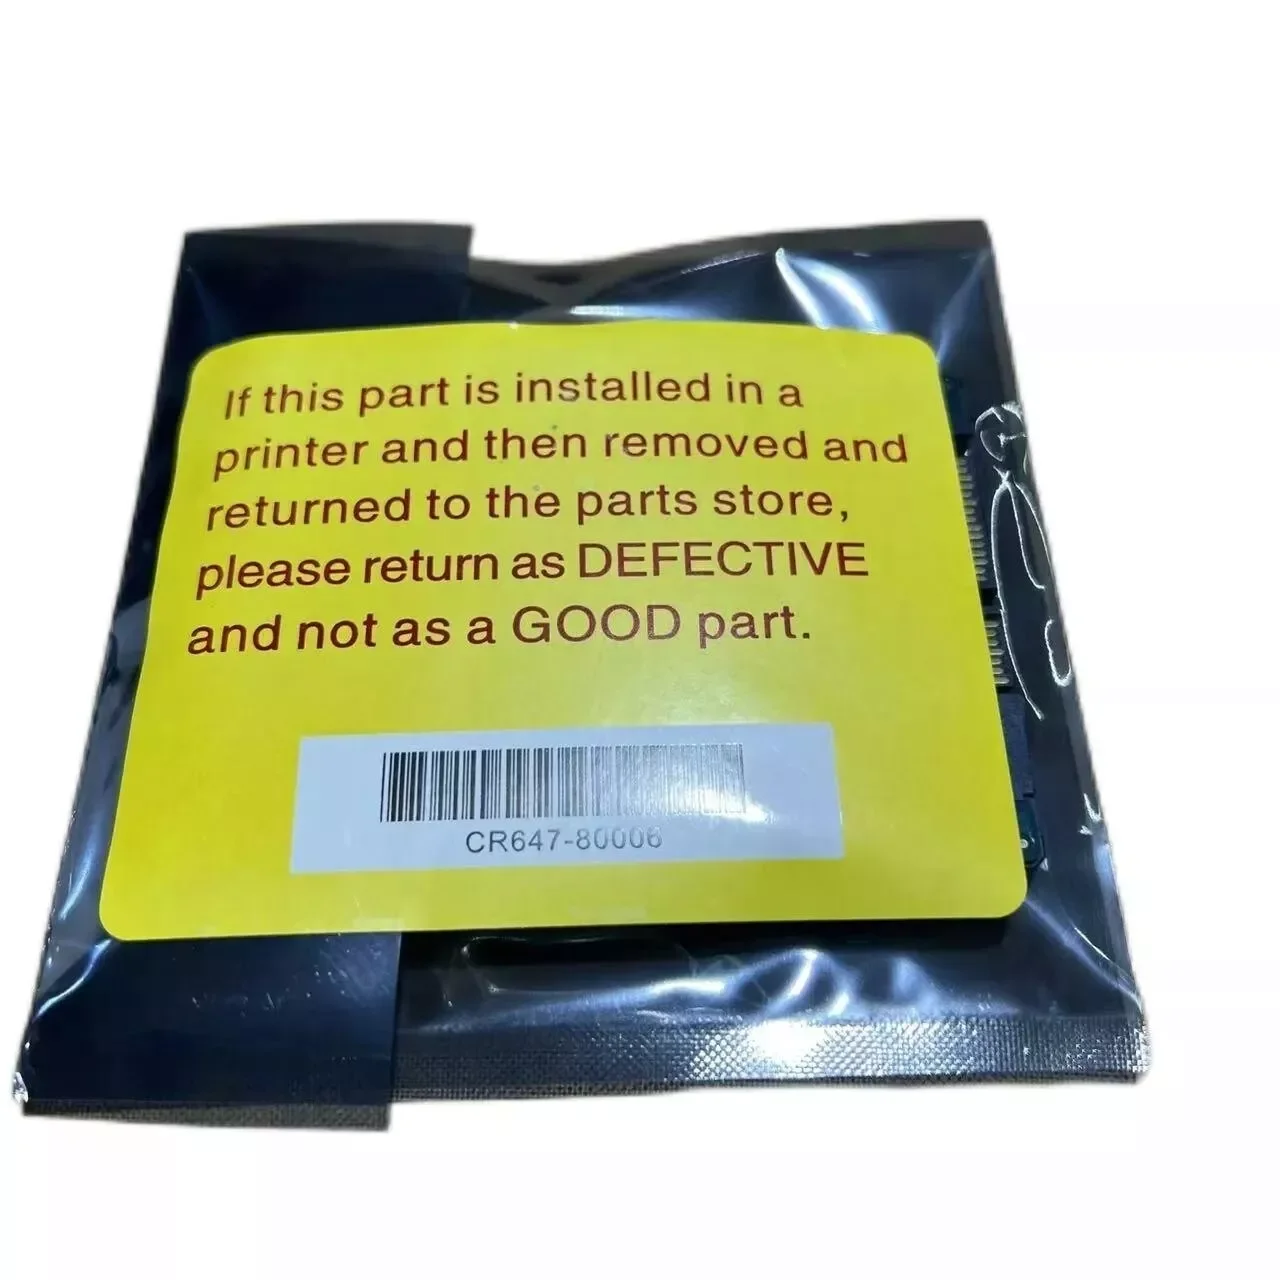 If this part is installed in a
printer and then removed and
returned to the parts store,
please return as DEFECTIVE
and not as a GOOD part.
CR647-80006